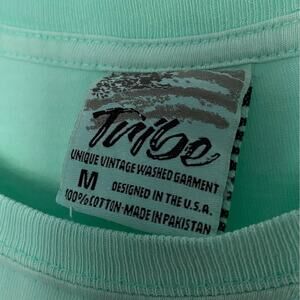 Tribe
UNIQUE VINTAGE WASHED GARMENT
M
DESIGNED IN THE U.S.A.
100% COTTON-MADE IN PAKISTAN